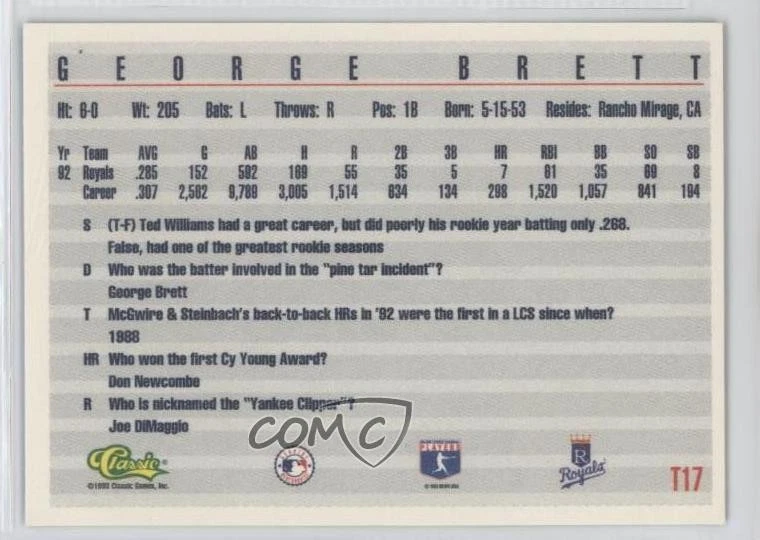 GEORGE BRETT
Ht: 6-0 Wt: 205 Bats: L Throws: R Pos: 1B Born: 5-15-53 Resides: Rancho Mirage, CA
Yr Team AVG G AB H R 2B 3B HR RBI BB SO SB
92 Royals .285 152 592 169 55 35 5 7 61 35 69 8
Career .307 2,562 9,789 3,005 1,514 634 134 298 1,520 1,057 841 194
S (T-F) Ted Williams had a great career, but did poorly his rookie year batting only .268.
False, had one of the greatest rookie seasons
D Who was the batter involved in the "pine tar incident"?
George Brett
T McGwire & Steinbach's back-to-back HRs in '92 were the first in a LCS since when?
1988
HR Who won the first Cy Young Award?
Don Newcombe
R Who is nicknamed the "Yankee Clipper"?
Joe DiMaggio
COMC
Classic
©1993 Classic Games, Inc.
PLAYERS
R
Royals
T17